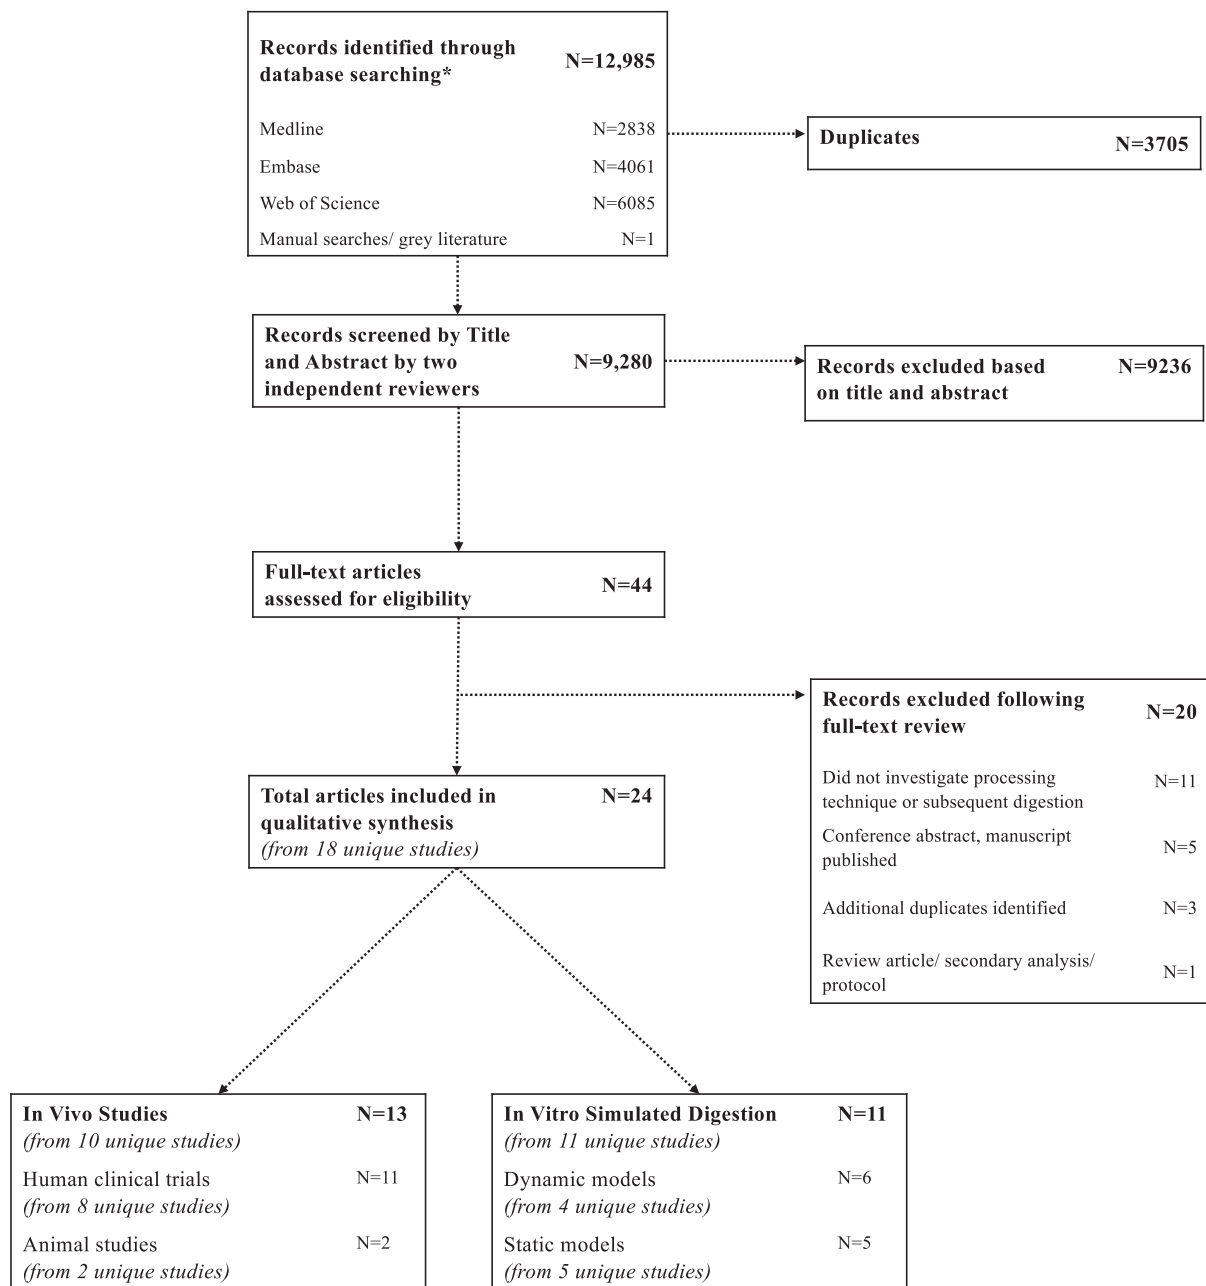 Records identified through N=12,985
database searching*
Medline N=2838
Embase N=4061
Web of Science N=6085
Manual searches/ grey literature N=1
Duplicates N=3705
Records screened by Title
and Abstract by two N=9,280
independent reviewers
Records excluded based N=9236
on title and abstract
Full-text articles N=44
assessed for eligibility
Records excluded following N=20
full-text review
Did not investigate processing N=11
technique or subsequent digestion
Conference abstract, manuscript N=5
published
Additional duplicates identified N=3
Review article/ secondary analysis/ N=1
protocol
Total articles included in N=24
qualitative synthesis
(from 18 unique studies)
In Vivo Studies N=13
(from 10 unique studies)
Human clinical trials N=11
(from 8 unique studies)
Animal studies N=2
(from 2 unique studies)
In Vitro Simulated Digestion N=11
(from 11 unique studies)
Dynamic models N=6
(from 4 unique studies)
Static models N=5
(from 5 unique studies)